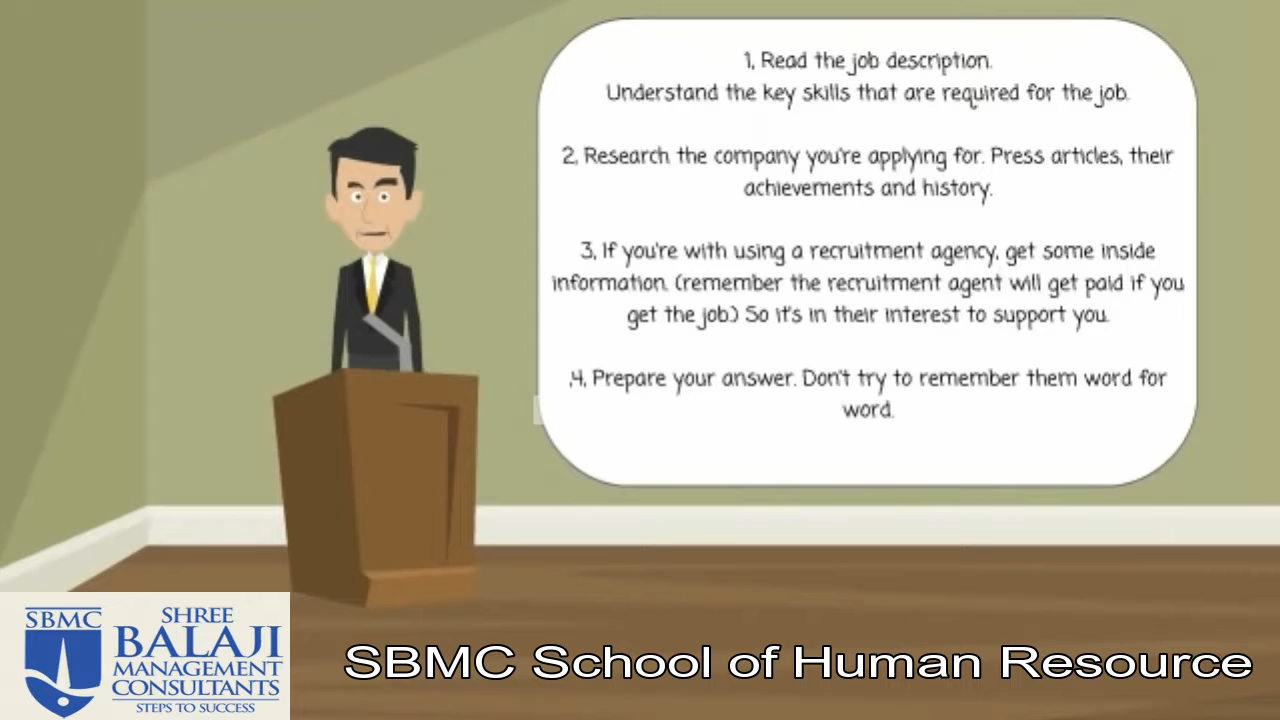 1, Read the job description.
Understand the key skills that are required for the job.
2, Research the company you're applying for. Press articles, their
achievements and history.
3, If you're with using a recruitment agency, get some inside
information. (remember the recruitment agent will get paid if you
get the job.) So it's in their interest to support you.
,4, Prepare your answer. Don't try to remember them word for
word.
SBMC
SHREE
BALAJI
MANAGEMENT
CONSULTANTS
STEPS TO SUCCESS
SBMC School of Human Resource